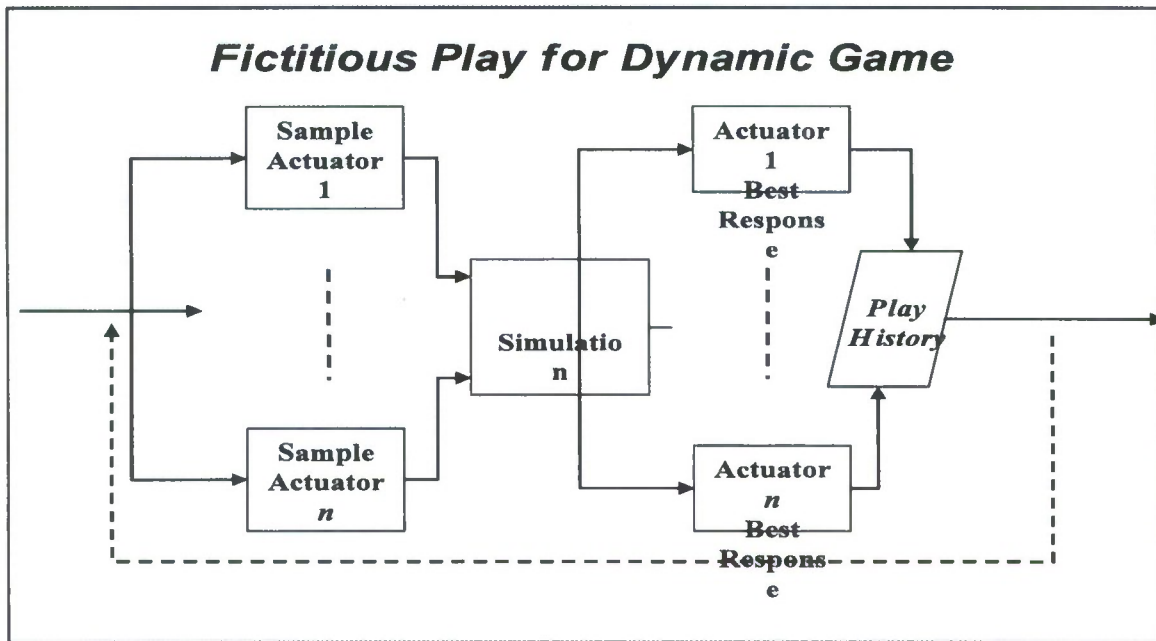 Fictitious Play for Dynamic Game
Sample
Actuator
1
Actuator
1
Best
Respons
e
Simulatio
n
Play
History
Sample
Actuator
n
Actuator
n
Best
Respons
e